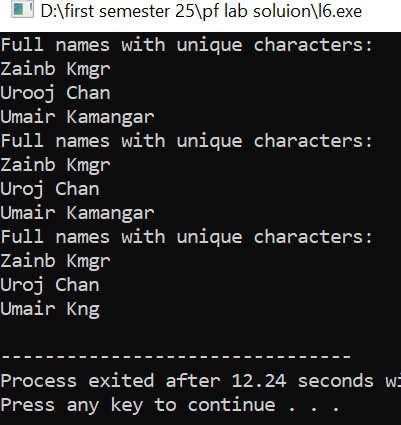 D:\first semester 25\pf lab soluion\l6.exe
Full names with unique characters:
Zainb Kmgr
Urooj Chan
Umair Kamangar
Full names with unique characters:
Zainb Kmgr
Uroj Chan
Umair Kamangar
Full names with unique characters:
Zainb Kmgr
Uroj Chan
Umair Kng
--------------------------------
Process exited after 12.24 seconds wi
Press any key to continue . . .